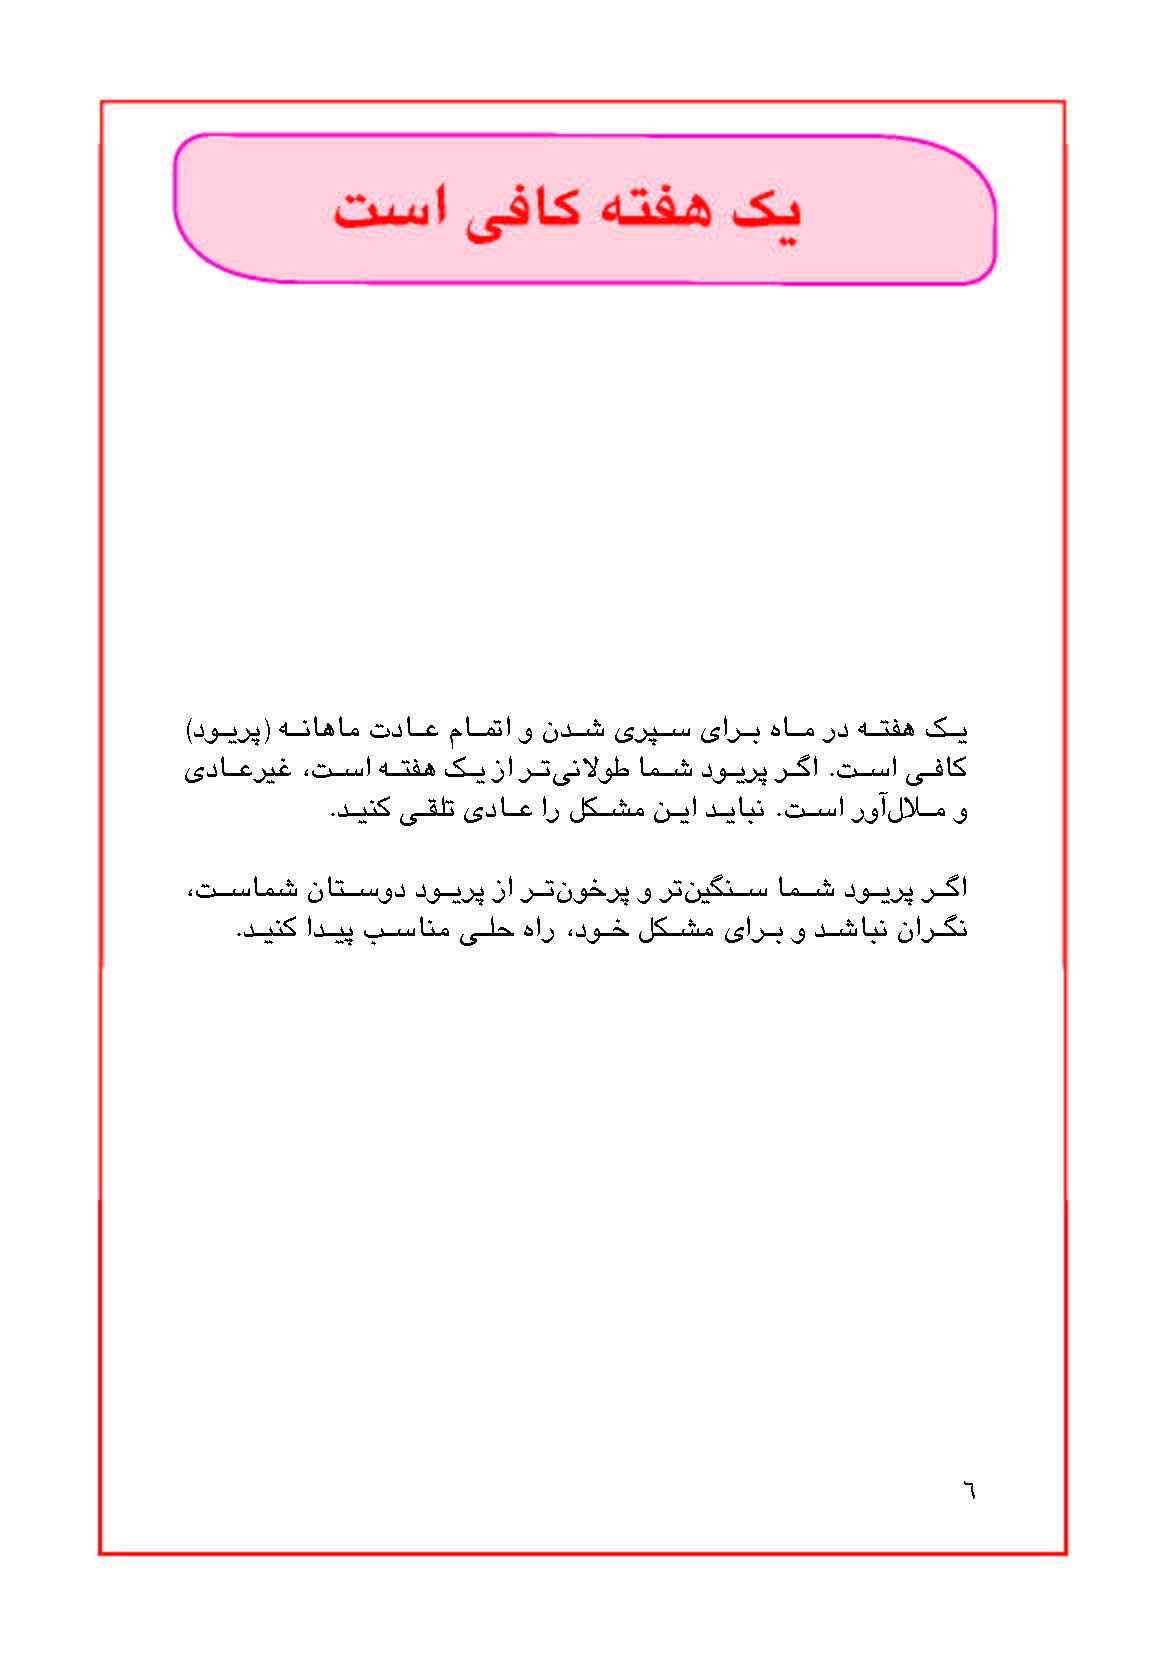 یک هفته کافی است
یک هفته در ماه برای سپری شدن و اتمام عادت ماهانه (پریود)
کافی است. اگر پریود شما طولانی‌تر از یک هفته است، غیرعادی
و ملال‌آور است. نباید این مشکل را عادی تلقی کنید.
اگر پریود شما سنگین‌تر و پرخون‌تر از پریود دوستان شماست،
نگران نباشد و برای مشکل خود، راه حلی مناسب پیدا کنید.
٦